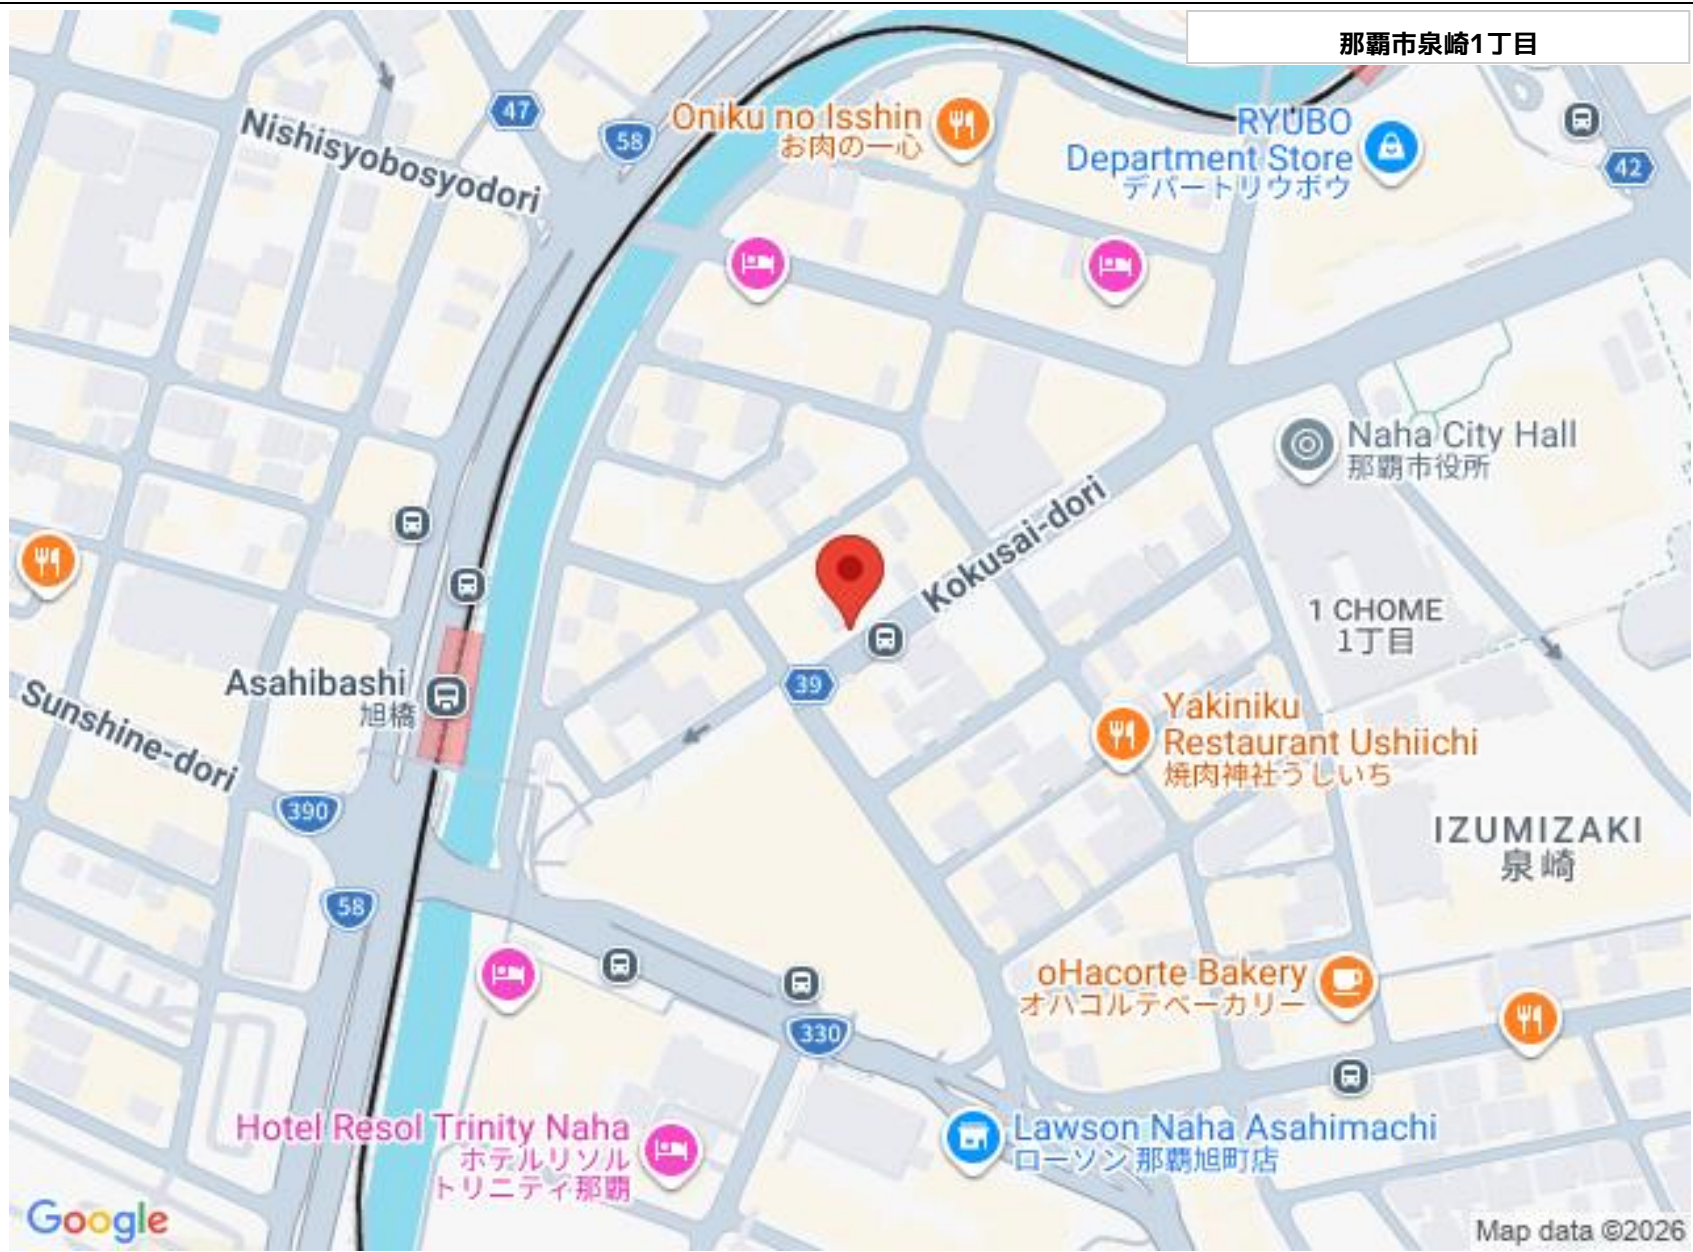 那覇市泉崎1丁目
47
58
Nishisyobosyodori
Oniku no Isshin
お肉の一心
RYUBO
Department Store
デパートリウボウ
42
Naha City Hall
那覇市役所
Kokusai-dori
1 CHOME
1丁目
39
Asahibashi
旭橋
Sunshine-dori
390
Yakiniku
Restaurant Ushiichi
焼肉神社うしいち
IZUMIZAKI
泉崎
58
oHacorte Bakery
オハコルテベーカリー
330
Hotel Resol Trinity Naha
ホテルリソル
トリニティ那覇
Lawson Naha Asahimachi
ローソン 那覇旭町店
Google
Map data ©2026